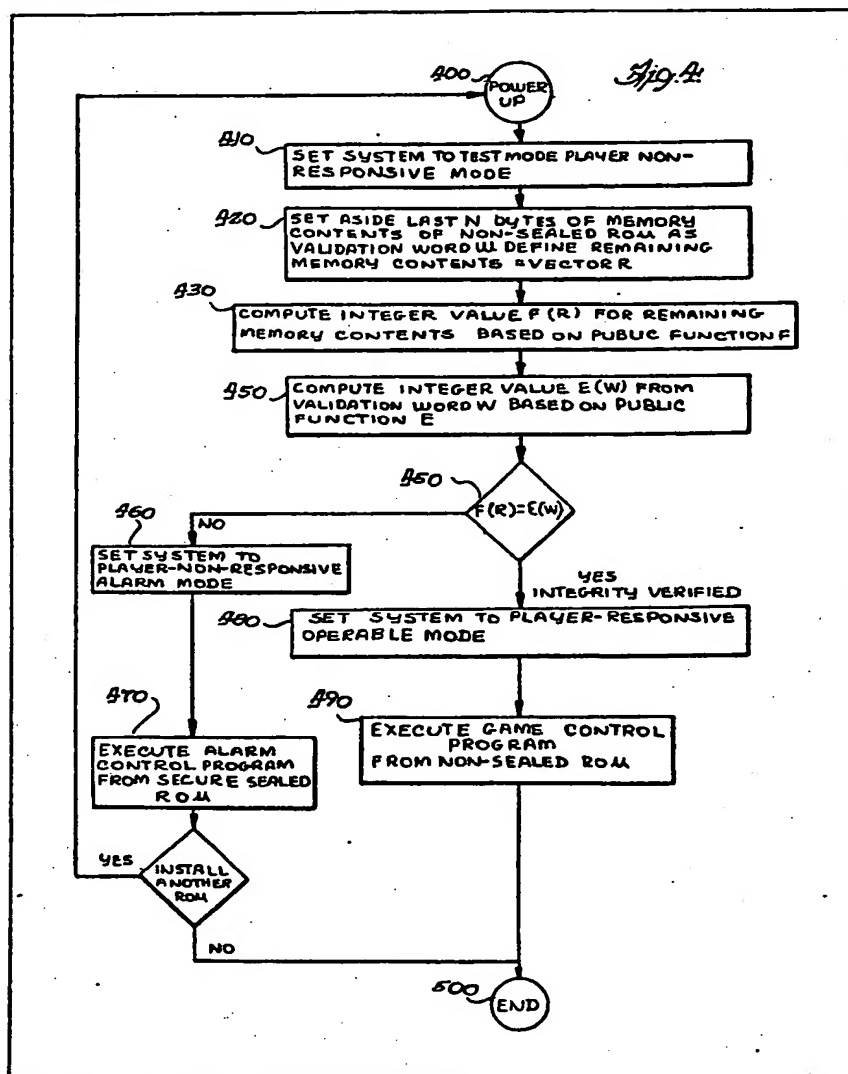 Fig. 4
400
POWER
UP
410
SET SYSTEM TO TEST MODE PLAYER NON-
RESPONSIVE MODE
420
SET ASIDE LAST N BYTES OF MEMORY
CONTENTS OF NON-SEALED ROM AS
VALIDATION WORD W. DEFINE REMAINING
MEMORY CONTENTS = VECTOR R
430
COMPUTE INTEGER VALUE F(R) FOR REMAINING
MEMORY CONTENTS BASED ON PUBLIC FUNCTION F
450
COMPUTE INTEGER VALUE E(W) FROM
VALIDATION WORD W BASED ON PUBLIC
FUNCTION E
450
F(R)=E(W)
NO
YES
INTEGRITY VERIFIED
460
SET SYSTEM TO
PLAYER-NON-RESPONSIVE
ALARM MODE
480
SET SYSTEM TO PLAYER-RESPONSIVE
OPERABLE MODE
470
EXECUTE ALARM
CONTROL PROGRAM
FROM SECURE SEALED
ROM
490
EXECUTE GAME CONTROL
PROGRAM
FROM NON-SEALED ROM
YES
INSTALL
ANOTHER
ROM
NO
500
END